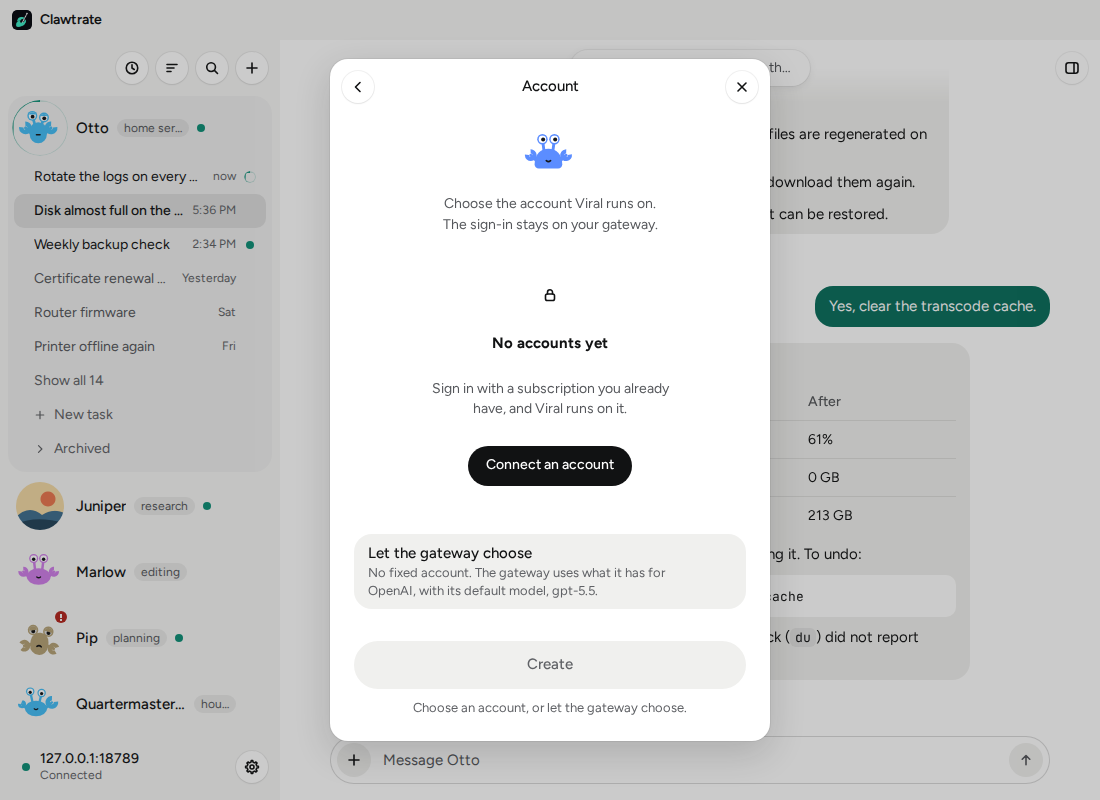 Clawtrate
Otto
home ser…
Rotate the logs on every … now
Disk almost full on the … 5:36 PM
Weekly backup check 2:34 PM
Certificate renewal … Yesterday
Router firmware Sat
Printer offline again Fri
Show all 14
New task
Archived
Juniper research
Marlow editing
Pip planning
Quartermaster… hou…
127.0.0.1:18789
Connected
th…
files are regenerated on
download them again.
t can be restored.
Yes, clear the transcode cache.
After
61%
0 GB
213 GB
ng it. To undo:
cache
ck ( du ) did not report
Message Otto
Account
Choose the account Viral runs on.
The sign-in stays on your gateway.
No accounts yet
Sign in with a subscription you already
have, and Viral runs on it.
Connect an account
Let the gateway choose
No fixed account. The gateway uses what it has for
OpenAI, with its default model, gpt-5.5.
Create
Choose an account, or let the gateway choose.